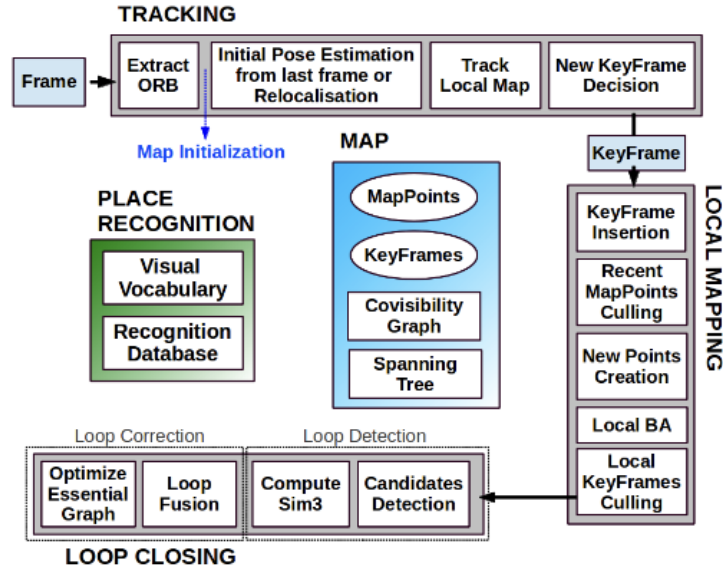 TRACKING
Frame
Extract
ORB
Initial Pose Estimation
from last frame or
Relocalisation
Track
Local Map
New KeyFrame
Decision
Map Initialization
MAP
KeyFrame
PLACE
RECOGNITION
MapPoints
KeyFrames
Covisibility
Graph
Spanning
Tree
Visual
Vocabulary
Recognition
Database
LOCAL MAPPING
KeyFrame
Insertion
Recent
MapPoints
Culling
New Points
Creation
Local BA
Local
KeyFrames
Culling
Loop Correction
Loop Detection
Optimize
Essential
Graph
Loop
Fusion
Compute
Sim3
Candidates
Detection
LOOP CLOSING